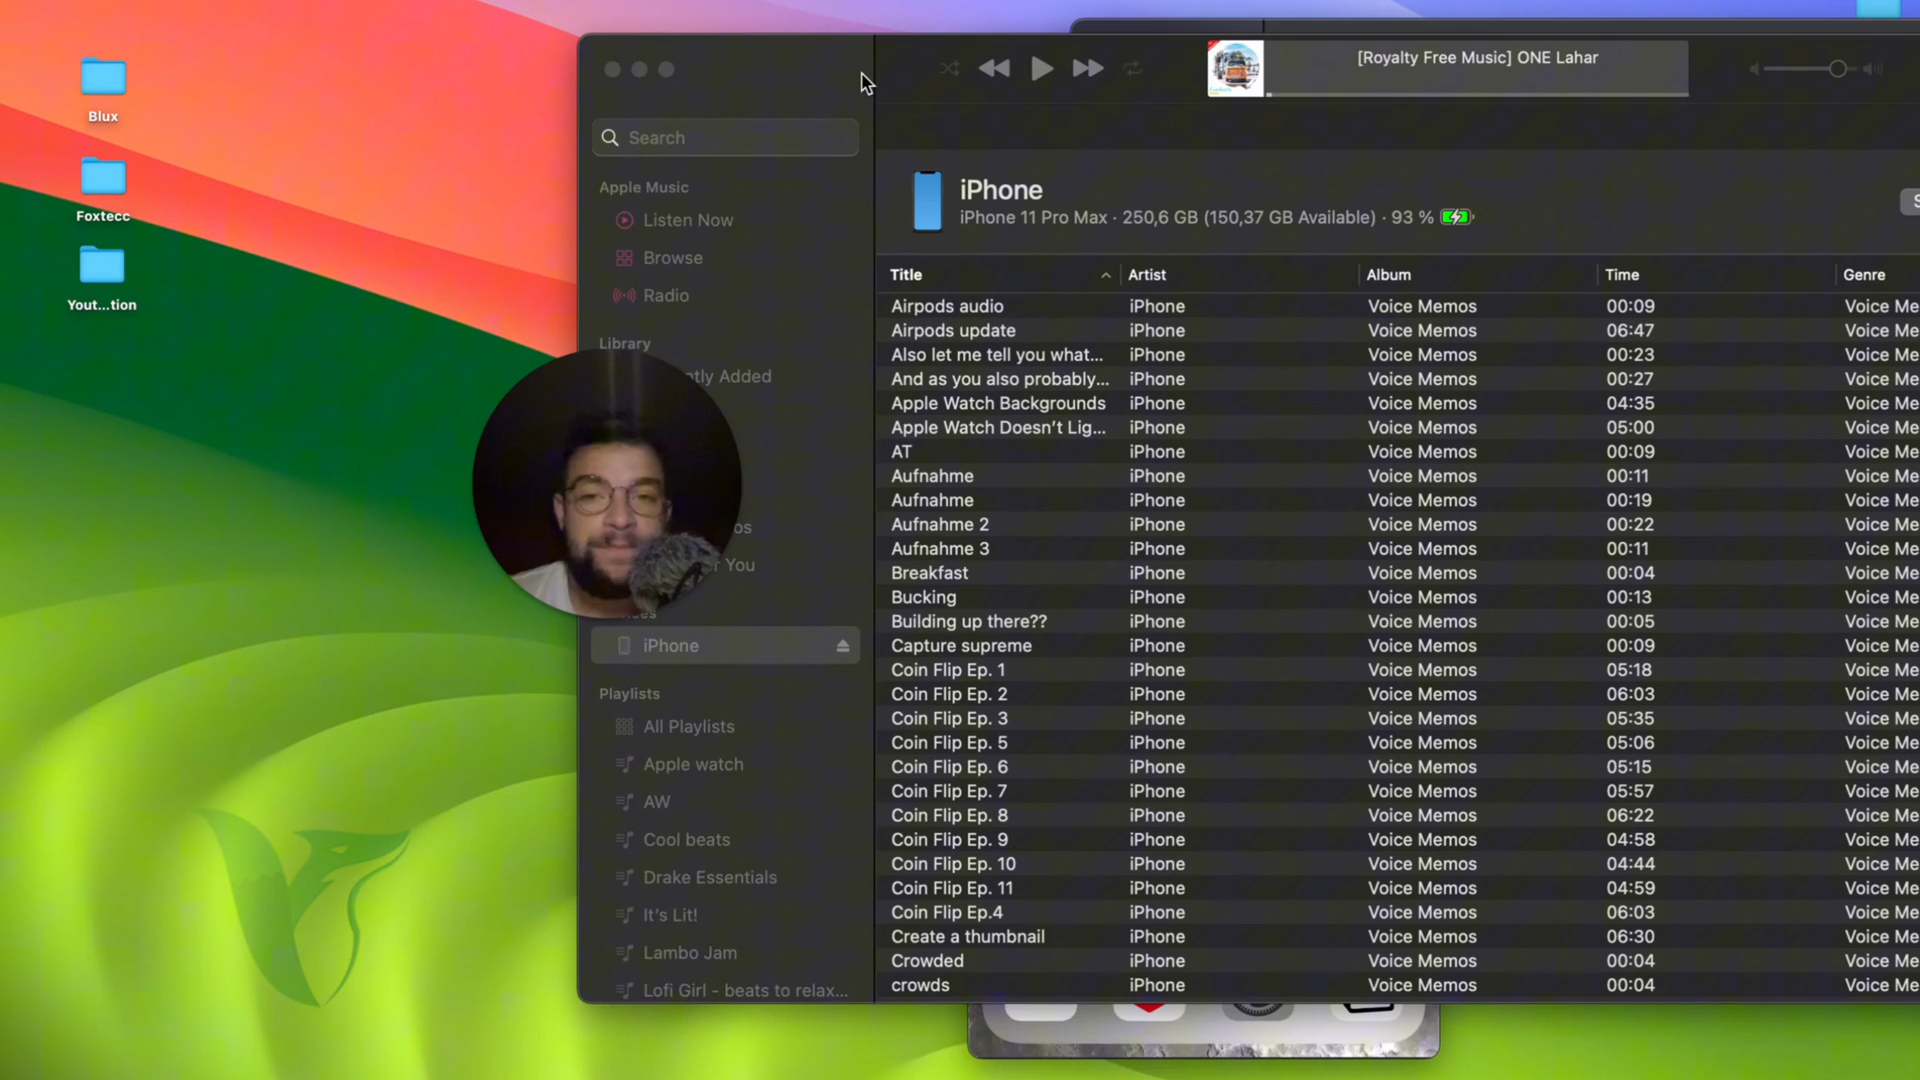 Blux
Foxtecc
Yout...tion
Search
Apple Music
Listen Now
Browse
Radio
Library
ntly Added
os
r You
iPhone
Playlists
All Playlists
Apple watch
AW
Cool beats
Drake Essentials
It's Lit!
Lambo Jam
Lofi Girl - beats to relax...
[Royalty Free Music] ONE Lahar
iPhone
iPhone 11 Pro Max · 250,6 GB (150,37 GB Available) · 93 %
S
Title Artist Album Time Genre
Airpods audio iPhone Voice Memos 00:09 Voice Me
Airpods update iPhone Voice Memos 06:47 Voice Me
Also let me tell you what... iPhone Voice Memos 00:23 Voice Me
And as you also probably... iPhone Voice Memos 00:27 Voice Me
Apple Watch Backgrounds iPhone Voice Memos 04:35 Voice Me
Apple Watch Doesn't Lig... iPhone Voice Memos 05:00 Voice Me
AT iPhone Voice Memos 00:09 Voice Me
Aufnahme iPhone Voice Memos 00:11 Voice Me
Aufnahme iPhone Voice Memos 00:19 Voice Me
Aufnahme 2 iPhone Voice Memos 00:22 Voice Me
Aufnahme 3 iPhone Voice Memos 00:11 Voice Me
Breakfast iPhone Voice Memos 00:04 Voice Me
Bucking iPhone Voice Memos 00:13 Voice Me
Building up there?? iPhone Voice Memos 00:05 Voice Me
Capture supreme iPhone Voice Memos 00:09 Voice Me
Coin Flip Ep. 1 iPhone Voice Memos 05:18 Voice Me
Coin Flip Ep. 2 iPhone Voice Memos 06:03 Voice Me
Coin Flip Ep. 3 iPhone Voice Memos 05:35 Voice Me
Coin Flip Ep. 5 iPhone Voice Memos 05:06 Voice Me
Coin Flip Ep. 6 iPhone Voice Memos 05:15 Voice Me
Coin Flip Ep. 7 iPhone Voice Memos 05:57 Voice Me
Coin Flip Ep. 8 iPhone Voice Memos 06:22 Voice Me
Coin Flip Ep. 9 iPhone Voice Memos 04:58 Voice Me
Coin Flip Ep. 10 iPhone Voice Memos 04:44 Voice Me
Coin Flip Ep. 11 iPhone Voice Memos 04:59 Voice Me
Coin Flip Ep.4 iPhone Voice Memos 06:03 Voice Me
Create a thumbnail iPhone Voice Memos 06:30 Voice Me
Crowded iPhone Voice Memos 00:04 Voice Me
crowds iPhone Voice Memos 00:04 Voice Me